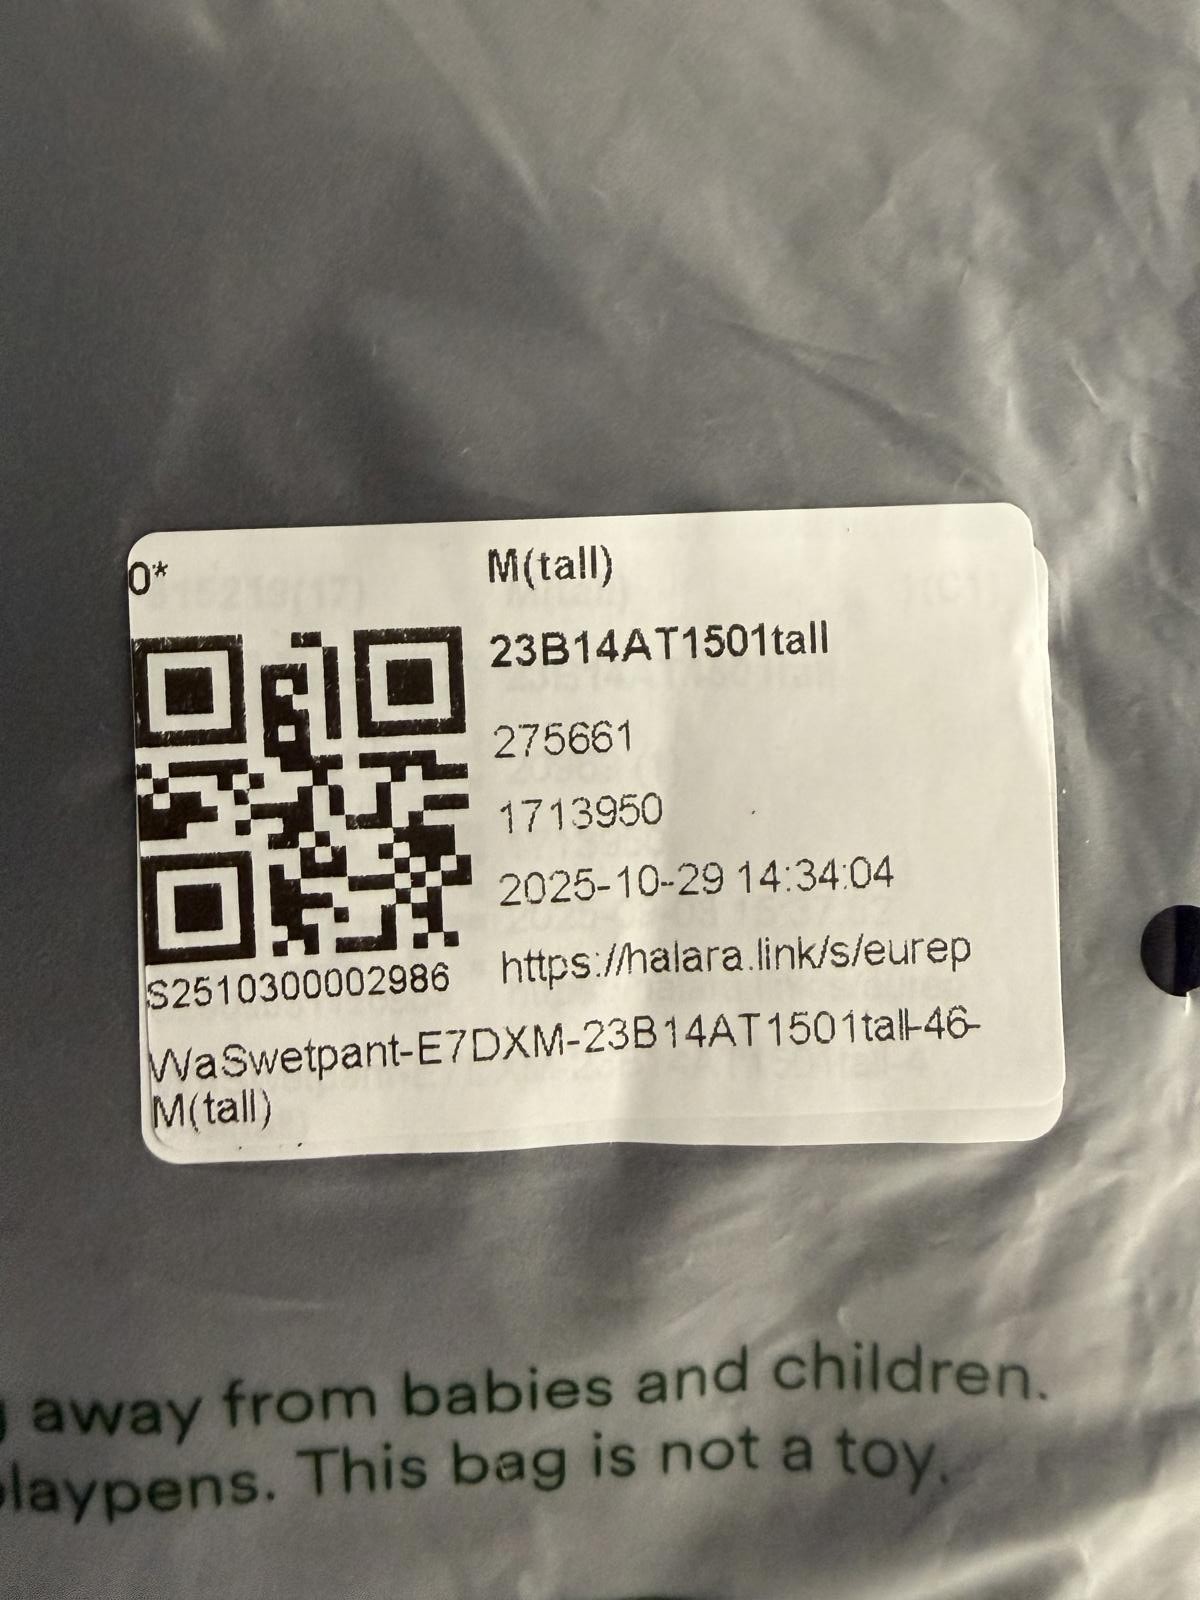 0*
M(tall)
23B14AT1501tall
275661
1713950
2025-10-29 14:34:04
https://halara.link/s/eurep
S2510300002986
WaSwetpant-E7DXM-23B14AT1501tall-46-
M(tall)
away from babies and children.
playpens. This bag is not a toy.